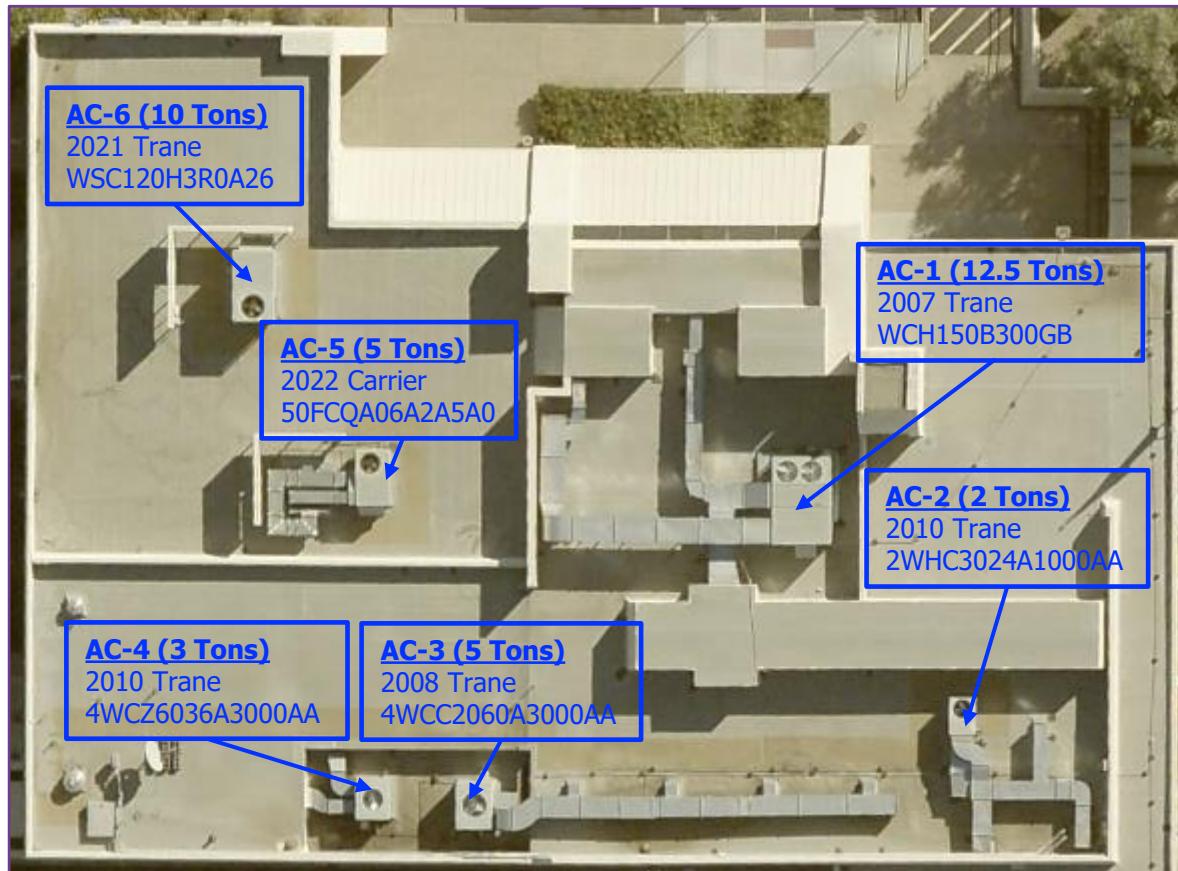 AC-6 (10 Tons)
2021 Trane
WSC120H3R0A26
AC-1 (12.5 Tons)
2007 Trane
WCH150B300GB
AC-5 (5 Tons)
2022 Carrier
50FCQA06A2A5A0
AC-2 (2 Tons)
2010 Trane
2WHC3024A1000AA
AC-4 (3 Tons)
2010 Trane
4WCZ6036A3000AA
AC-3 (5 Tons)
2008 Trane
4WCC2060A3000AA